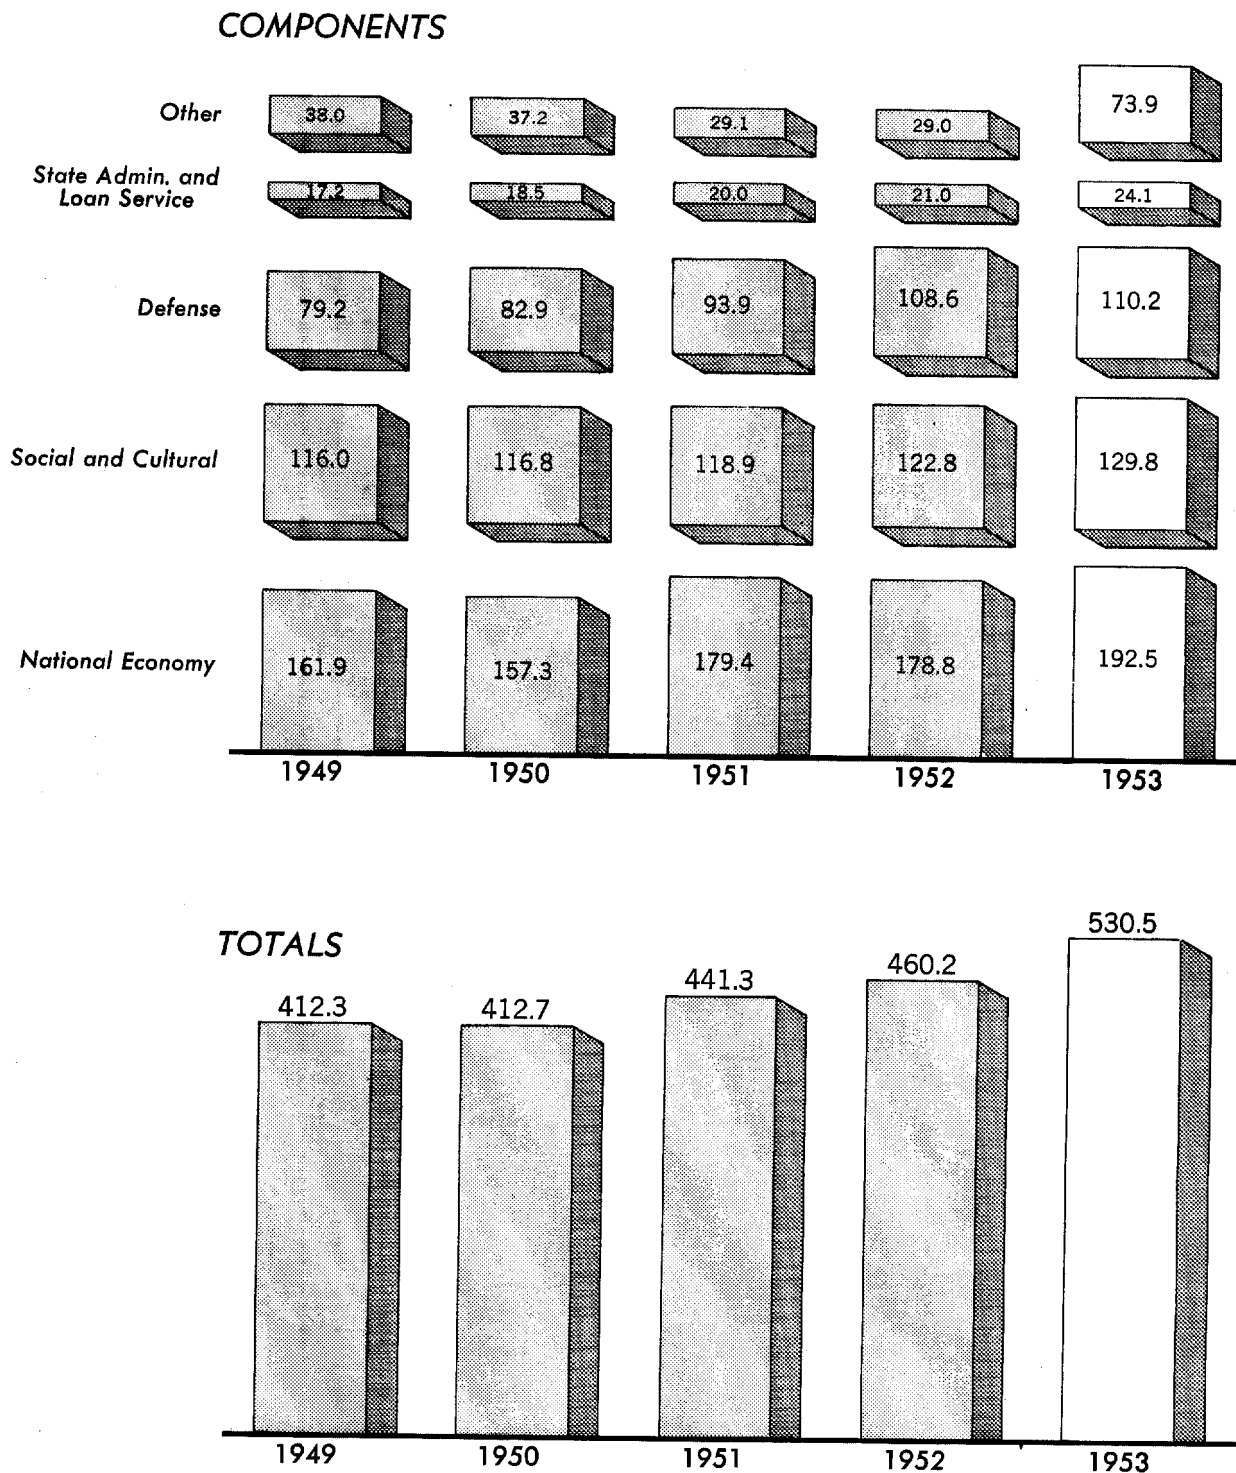 COMPONENTS
Other 38.0 37.2 29.1 29.0 73.9
State Admin. and
Loan Service 17.2 18.5 20.0 21.0 24.1
Defense 79.2 82.9 93.9 108.6 110.2
Social and Cultural 116.0 116.8 118.9 122.8 129.8
National Economy 161.9 157.3 179.4 178.8 192.5
1949 1950 1951 1952 1953
TOTALS
412.3 412.7 441.3 460.2 530.5
1949 1950 1951 1952 1953